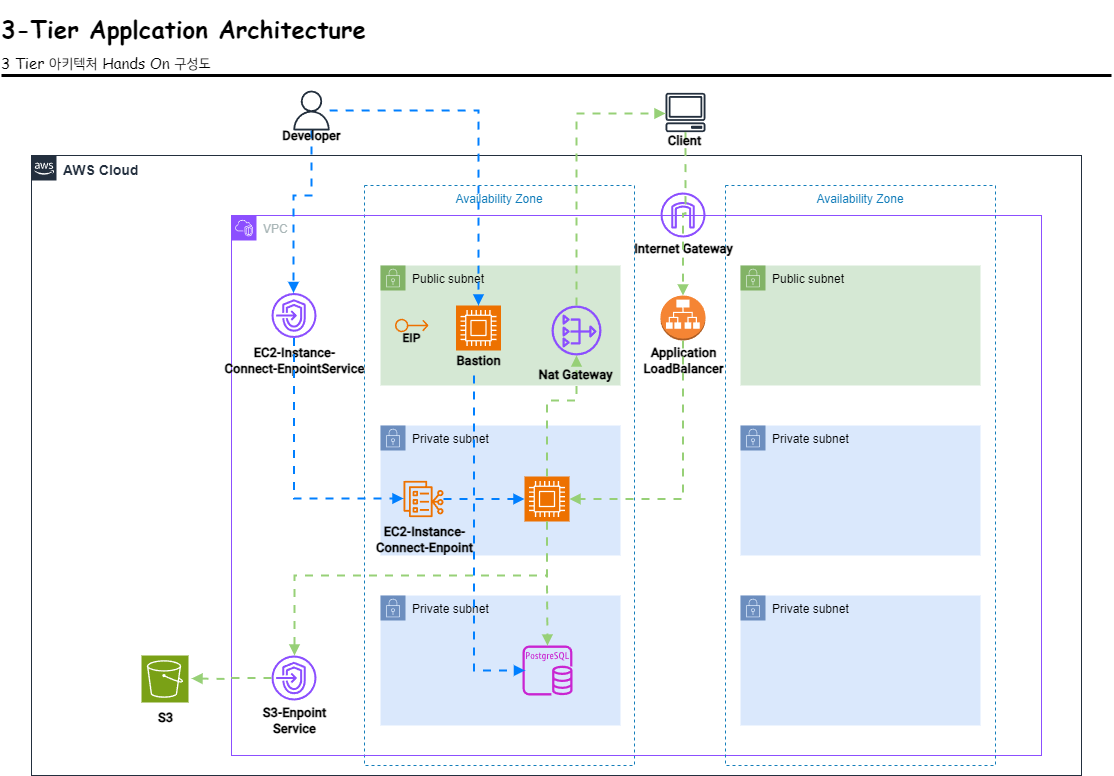 3-Tier Applcation Architecture
3 Tier 아키텍처 Hands On 구성도
Developer
Client
aws
AWS Cloud
Availability Zone
Availability Zone
VPC
Internet Gateway
Public subnet
Public subnet
EIP
Bastion
Nat Gateway
EC2-Instance-
Connect-EnpointService
Application
LoadBalancer
Private subnet
Private subnet
EC2-Instance-
Connect-Enpoint
Private subnet
Private subnet
PostgreSQL
S3
S3-Enpoint
Service